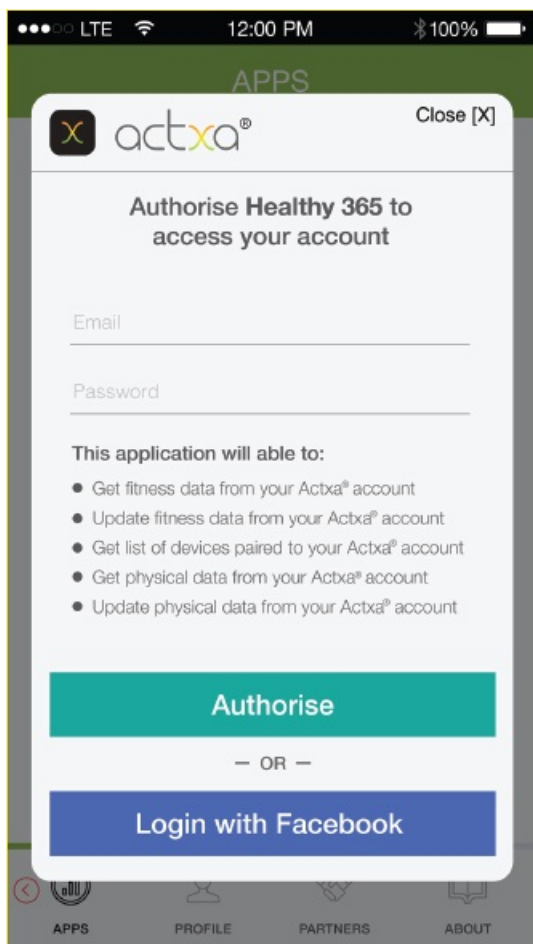 LTE 12:00 PM 100%
APPS
actxa® Close [X]
Authorise Healthy 365 to
access your account
Email
Password
This application will able to:
• Get fitness data from your Actxa® account
• Update fitness data from your Actxa® account
• Get list of devices paired to your Actxa® account
• Get physical data from your Actxa® account
• Update physical data from your Actxa® account
Authorise
— OR —
Login with Facebook
APPS PROFILE PARTNERS ABOUT